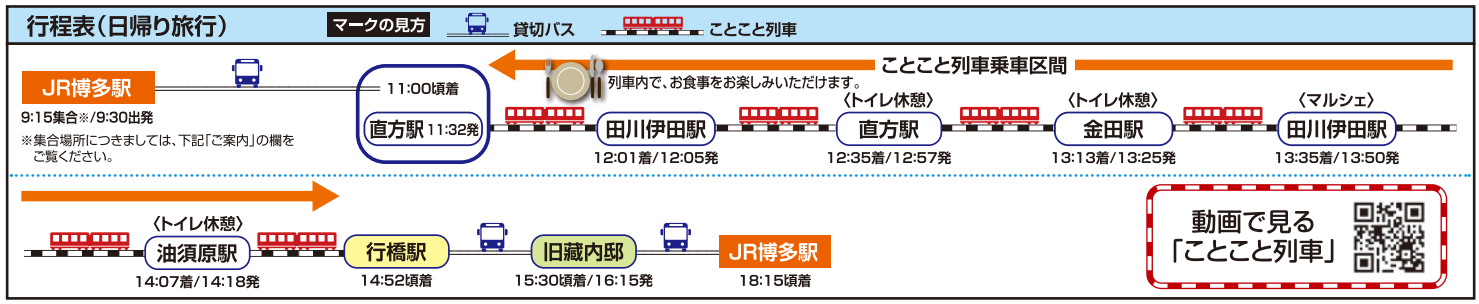 行程表(日帰り旅行)
マークの見方
貸切バス
ことこと列車
ことこと列車乗車区間
列車内で、お食事をお楽しみいただけます。
JR博多駅
9:15集合※/9:30出発
※集合場所につきましては、下記「ご案内」の欄を
ご覧ください。
11:00頃着
直方駅 11:32発
田川伊田駅
12:01着/12:05発
〈トイレ休憩〉
直方駅
12:35着/12:57発
〈トイレ休憩〉
金田駅
13:13着/13:25発
〈マルシェ〉
田川伊田駅
13:35着/13:50発
〈トイレ休憩〉
油須原駅
14:07着/14:18発
行橋駅
14:52頃着
旧藏内邸
15:30頃着/16:15発
JR博多駅
18:15頃着
動画で見る
「ことこと列車」